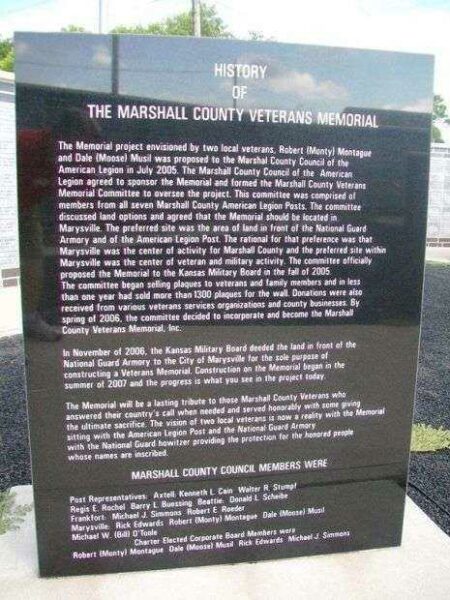 HISTORY
OF
THE MARSHALL COUNTY VETERANS MEMORIAL
The Memorial project envisioned by two local veterans, Robert (Monty) Montague
and Dale (Moose) Musil was proposed to the Marshal County Council of the
American Legion in July 2005. The Marshall County Council of the American
Legion agreed to sponsor the Memorial and formed the Marshall County Veterans
Memorial Committee to oversee the project. This committee was comprised of
members from all seven Marshall County American Legion Posts. The committee
discussed land options and agreed that the Memorial should be located in
Marysville. The preferred site was the area of land in front of the National Guard
Armory and of the American Legion Post. The rational for that preference was that
Marysville was the center of activity for Marshall County and the preferred site within
Marysville was the center of veteran and military activity. The committee officially
proposed the Memorial to the Kansas Military Board in the fall of 2005.
The committee began selling plaques to veterans and family members and in less
than one year had sold more than 1300 plaques for the wall. Donations were also
received from various veterans services organizations and county businesses. By
spring of 2006, the committee decided to incorporate and become the Marshall
County Veterans Memorial, Inc.
In November of 2006, the Kansas Military Board deeded the land in front of the
National Guard Armory to the City of Marysville for the sole purpose of
constructing a Veterans Memorial. Construction on the Memorial began in the
summer of 2007 and the progress is what you see in the project today.
The Memorial will be a lasting tribute to those Marshall County Veterans who
answered their country's call when needed and served honorably with some giving
the ultimate sacrifice. The vision of two local veterans is now a reality with the Memorial
sitting with the American Legion Post and the National Guard Armory
with the National Guard howitzer providing the protection for the honored people
whose names are inscribed.
MARSHALL COUNTY COUNCIL MEMBERS WERE
Post Representatives: Axtell: Kenneth L. Cain Walter R. Stumpf
Regis E. Rochel Barry L. Buessing Beattie: Donald L. Scheibe
Frankfort: Michael J. Simmons Robert E. Roeder
Marysville: Rick Edwards Robert (Monty) Montague Dale (Moose) Musil
Michael W. (Bill) O'Toole
Charter Elected Corporate Board Members were
Robert (Monty) Montague Dale (Moose) Musil Rick Edwards Michael J. Simmons